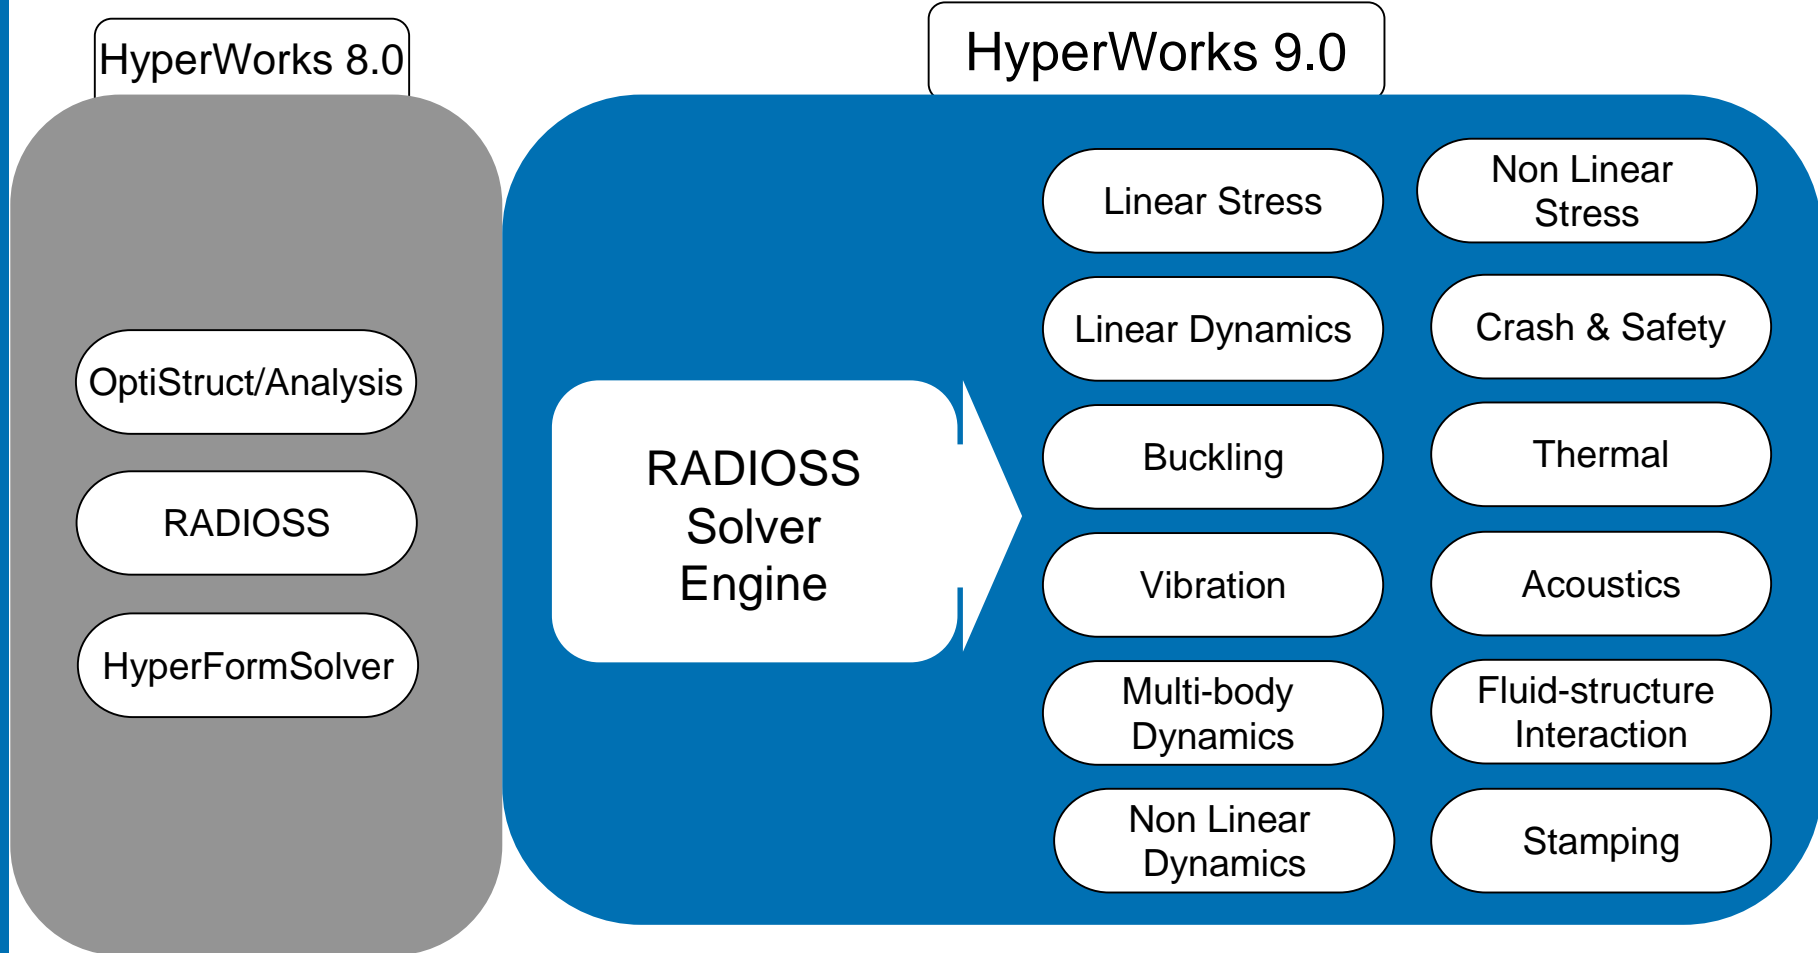 HyperWorks 8.0
OptiStruct/Analysis
RADIOSS
HyperFormSolver
HyperWorks 9.0
RADIOSS
Solver
Engine
Linear Stress
Linear Dynamics
Buckling
Vibration
Multi-body
Dynamics
Non Linear
Dynamics
Non Linear
Stress
Crash & Safety
Thermal
Acoustics
Fluid-structure
Interaction
Stamping